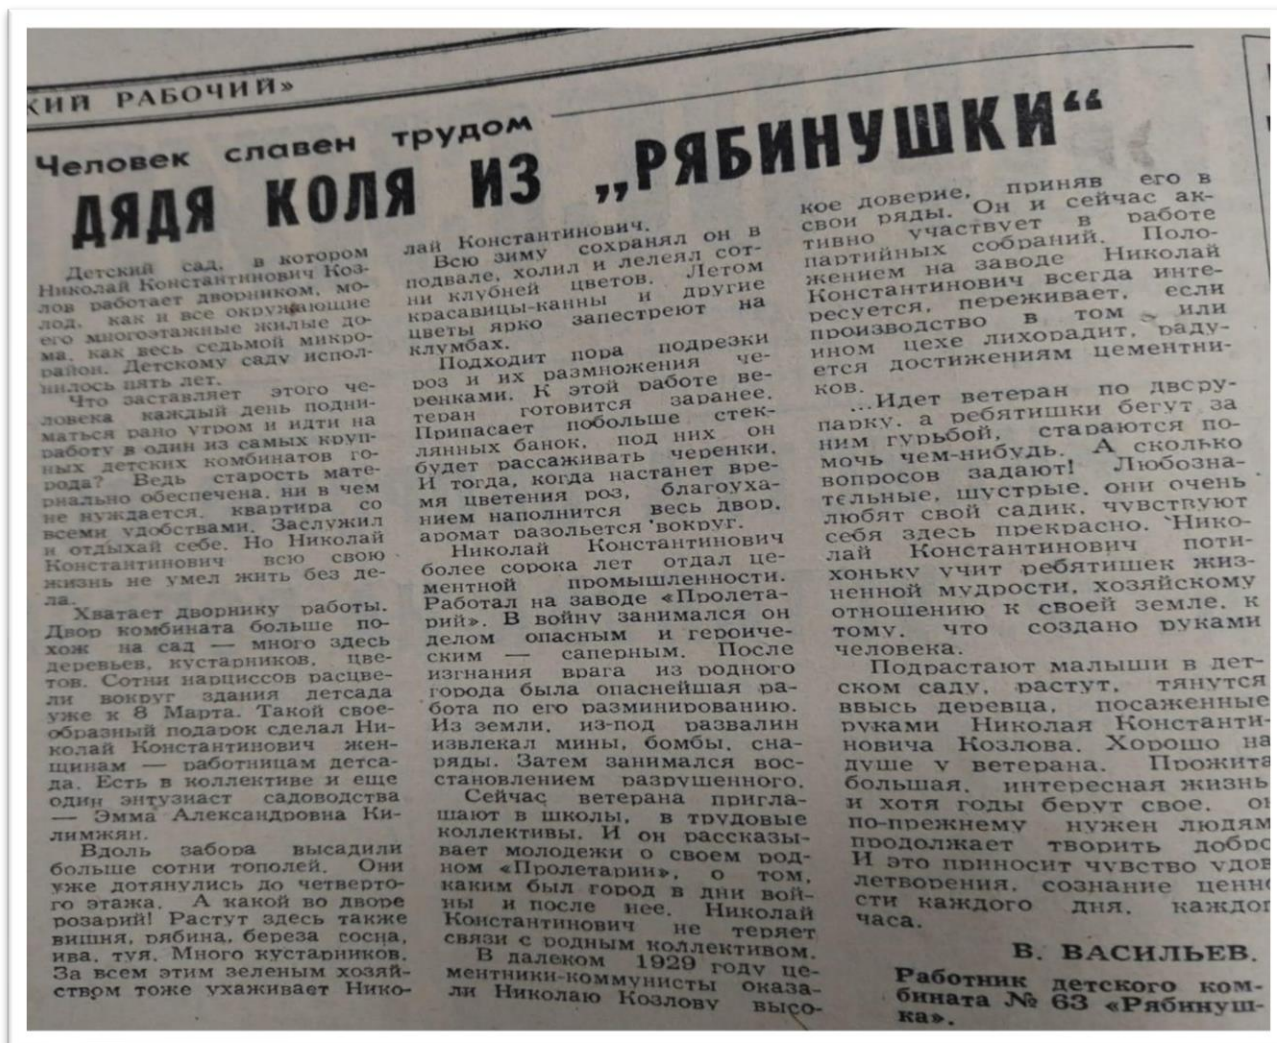 КИЙ РАБОЧИЙ»
Человек славен трудом
ДЯДЯ КОЛЯ ИЗ „РЯБИНУШКИ“
Детский сад, в котором
Николай Константинович Коз-
лов работает дворником, мо-
лод, как и все окружающие
его многоэтажные жилые до-
ма, как весь седьмой микро-
район. Детскому саду испол-
нилось пять лет.
Что заставляет этого че-
ловека каждый день подни-
маться рано утром и идти на
работу в один из самых круп-
ных детских комбинатов го-
рода? Ведь старость мате-
риально обеспечена, ни в чем
не нуждается, квартира со
всеми удобствами. Заслужил
и отдыхай себе. Но Николай
Константинович всю свою
жизнь не умел жить без де-
ла.
Хватает дворнику работы.
Двор комбината больше по-
хож на сад — много здесь
деревьев, кустарников, цве-
тов. Сотни нарциссов расцве-
ли вокруг здания детсада
уже к 8 Марта. Такой свое-
образный подарок сделал Ни-
колай Константинович жен-
щинам — работницам детса-
да. Есть в коллективе и еще
один энтузиаст садоводства
— Эмма Александровна Ки-
лимжян.
Вдоль забора высадили
больше сотни тополей. Они
уже дотянулись до четверто-
го этажа. А какой во дворе
розарий! Растут здесь также
вишня, рябина, береза сосна,
ива, туя. Много кустарников.
За всем этим зеленым хозяй-
ством тоже ухаживает Нико-
лай Константинович.
Всю зиму сохранял он в
подвале, холил и лелеял сот-
ни клубней цветов. Летом
красавицы-канны и другие
цветы ярко запестреют на
клумбах.
Подходит пора подрезки
роз и их размножения че-
ренками. К этой работе ве-
теран готовится заранее.
Припасает побольше стек-
лянных банок, под них он
будет рассаживать черенки.
И тогда, когда настанет вре-
мя цветения роз, благоуха-
нием наполнится весь двор,
аромат разольется вокруг.
Николай Константинович
более сорока лет отдал це-
ментной промышленности.
Работал на заводе «Пролета-
рий». В войну занимался он
делом опасным и героиче-
ским — саперным. После
изгнания врага из родного
города была опаснейшая ра-
бота по его разминированию.
Из земли, из-под развалин
извлекал мины, бомбы, сна-
ряды. Затем занимался вос-
становлением разрушенного.
Сейчас ветерана пригла-
шают в школы, в трудовые
коллективы. И он рассказы-
вает молодежи о своем род-
ном «Пролетарии», о том,
каким был город в дни вой-
ны и после нее. Николай
Константинович не теряет
связи с родным коллективом.
В далеком 1929 году це-
ментники-коммунисты оказа-
ли Николаю Козлову высо-
кое доверие, приняв его в
свои ряды. Он и сейчас ак-
тивно участвует в работе
партийных собраний. Поло-
жением на заводе Николай
Константинович всегда инте-
ресуется, переживает, если
производство в том или
ином цехе лихорадит, раду-
ется достижениям цементни-
ков.
...Идет ветеран по двору-
парку, а ребятишки бегут за
ним гурьбой, стараются по-
мочь чем-нибудь. А сколько
вопросов задают! Любозна-
тельные, шустрые, они очень
любят свой садик, чувствуют
себя здесь прекрасно. Нико-
лай Константинович поти-
хоньку учит ребятишек жиз-
ненной мудрости, хозяйскому
отношению к своей земле, к
тому, что создано руками
человека.
Подрастают малыши в дет-
ском саду, растут, тянутся
ввысь деревца, посаженные
руками Николая Константи-
новича Козлова. Хорошо на
душе у ветерана. Прожита
большая, интересная жизнь
и хотя годы берут свое, о
по-прежнему нужен людям
продолжает творить добро
И это приносит чувство удов
летворения, сознание ценно
сти каждого дня, каждог
часа.
В. ВАСИЛЬЕВ.
Работник детского ком-
бината № 63 «Рябинуш-
ка».